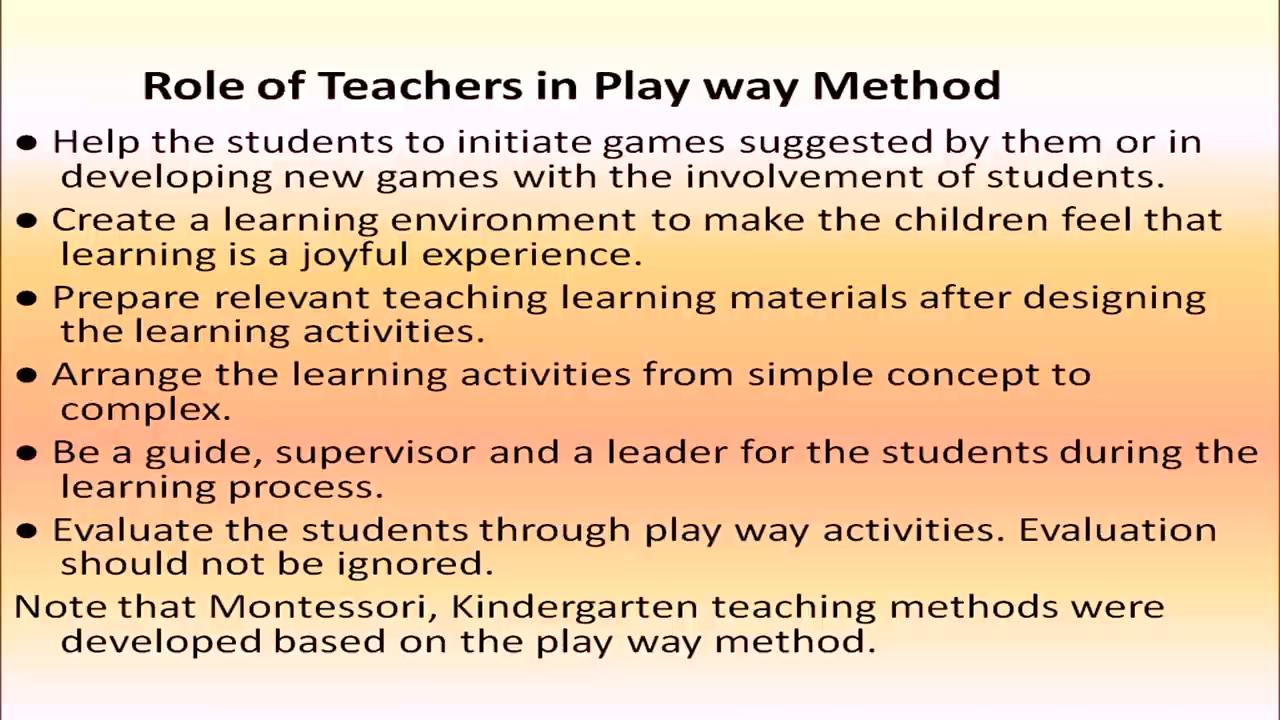 Role of Teachers in Play way Method
● Help the students to initiate games suggested by them or in
developing new games with the involvement of students.
● Create a learning environment to make the children feel that
learning is a joyful experience.
● Prepare relevant teaching learning materials after designing
the learning activities.
● Arrange the learning activities from simple concept to
complex.
● Be a guide, supervisor and a leader for the students during the
learning process.
● Evaluate the students through play way activities. Evaluation
should not be ignored.
Note that Montessori, Kindergarten teaching methods were
developed based on the play way method.